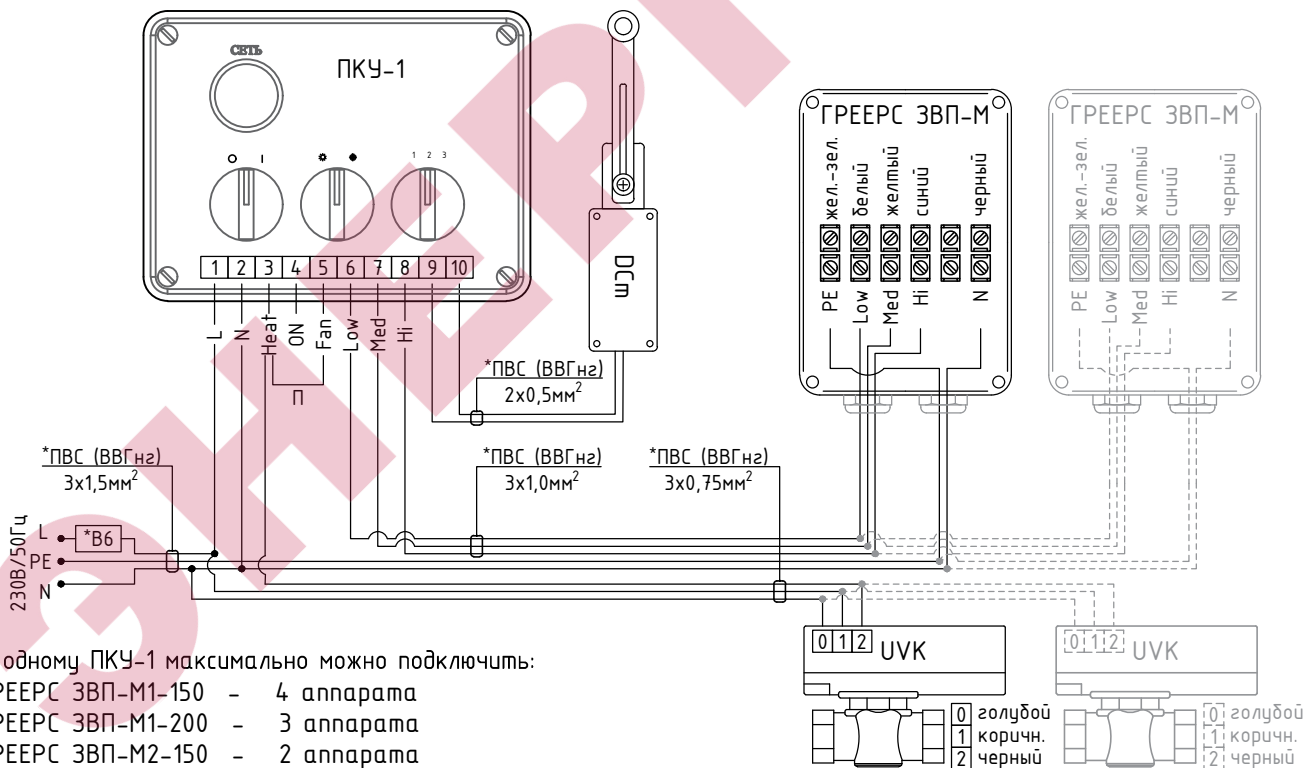 СЕТЬ
ПКУ-1
1 2 3
1 2 3 4 5 6 7 8 9 10
L
N
Heat
ON
Fan
Low
Med
Hi
П
DCm
*ПВС (ВВГнг)
2х0,5мм²
ГРЕЕРС ЗВП-М
жел.-зел.
белый
желтый
синий
черный
PE
Low
Med
Hi
N
ГРЕЕРС ЗВП-М
жел.-зел.
белый
желтый
синий
черный
PE
Low
Med
Hi
N
*ПВС (ВВГнг)
3х1,5мм²
*ПВС (ВВГнг)
3х1,0мм²
*ПВС (ВВГнг)
3х0,75мм²
230В/50Гц
L
*В6
PE
N
0 1 2
UVK
0 голубой
1 коричн.
2 черный
0 1 2
UVK
0 голубой
1 коричн.
2 черный
одному ПКУ-1 максимально можно подключить:
РЕЕРС ЗВП-М1-150 - 4 аппарата
РЕЕРС ЗВП-М1-200 - 3 аппарата
РЕЕРС ЗВП-М2-150 - 2 аппарата